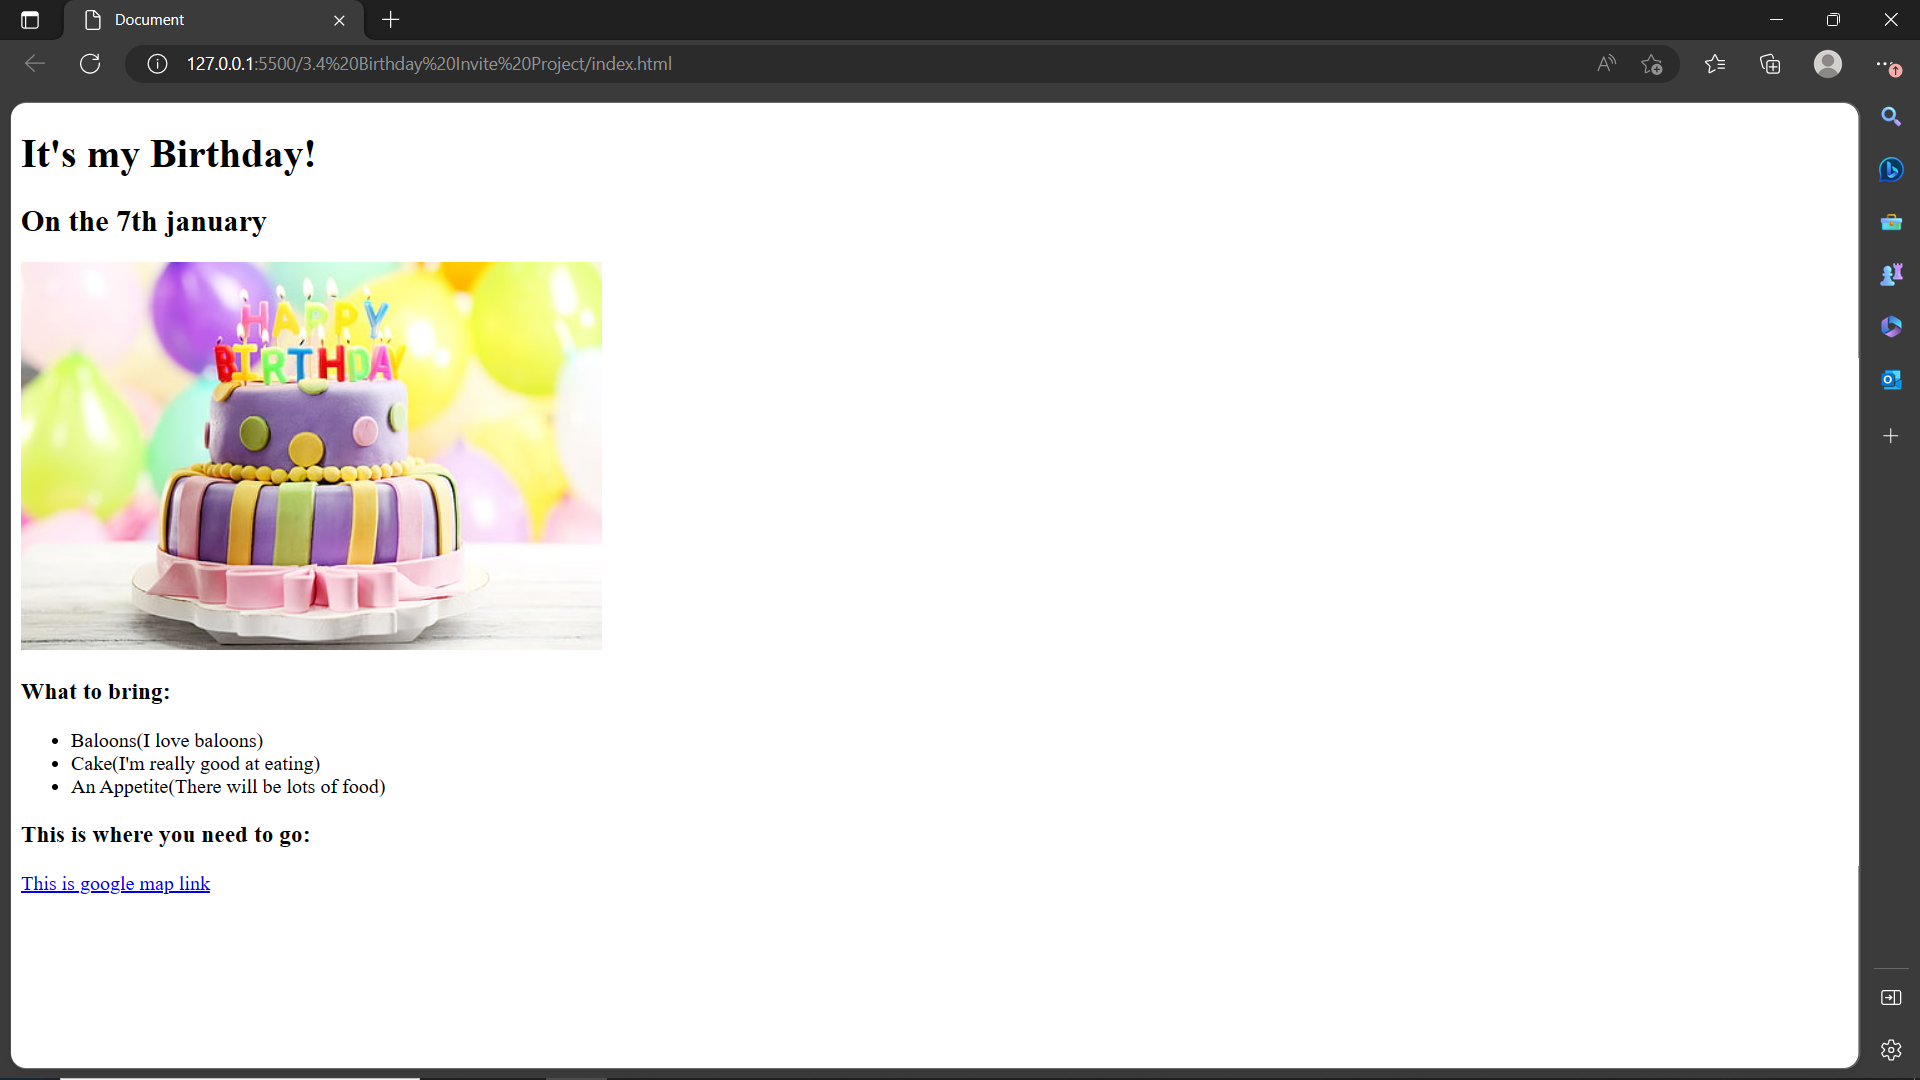 Document
127.0.0.1:5500/3.4%20Birthday%20Invite%20Project/index.html
It's my Birthday!
On the 7th january
HAPPY
BIRTHDAY
What to bring:
Baloons(I love baloons)
Cake(I'm really good at eating)
An Appetite(There will be lots of food)
This is where you need to go:
This is google map link